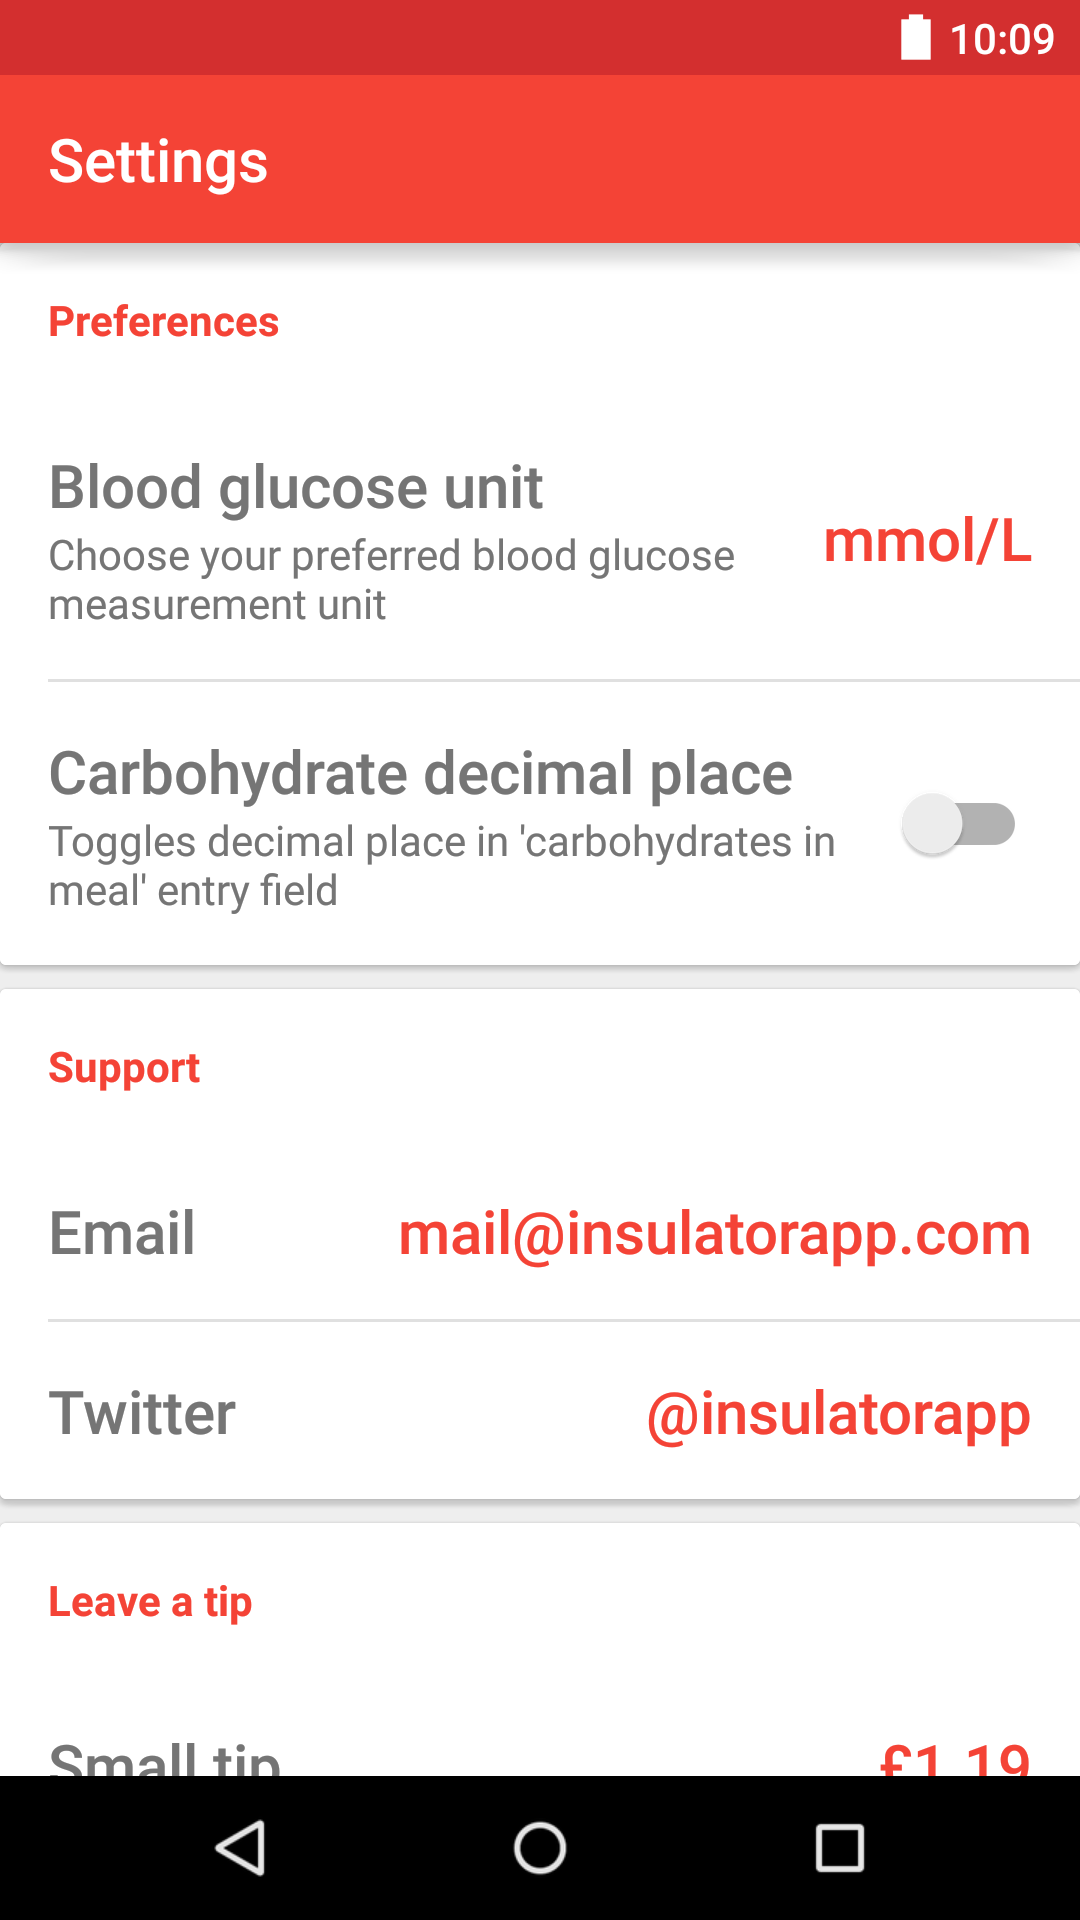 10:09
Settings
Preferences
Blood glucose unit
Choose your preferred blood glucose
measurement unit
mmol/L
Carbohydrate decimal place
Toggles decimal place in 'carbohydrates in
meal' entry field
Support
Email
mail@insulatorapp.com
Twitter
@insulatorapp
Leave a tip
Small tip
£1.19